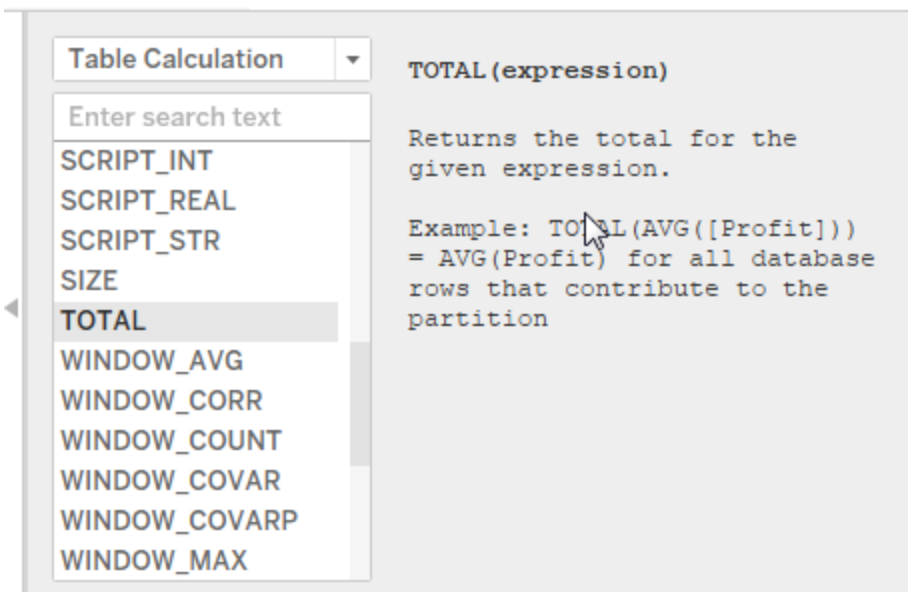 Table Calculation
Enter search text
SCRIPT_INT
SCRIPT_REAL
SCRIPT_STR
SIZE
TOTAL
WINDOW_AVG
WINDOW_CORR
WINDOW_COUNT
WINDOW_COVAR
WINDOW_COVARP
WINDOW_MAX
TOTAL(expression)
Returns the total for the
given expression.
Example: TOTAL(AVG([Profit]))
= AVG(Profit) for all database
rows that contribute to the
partition